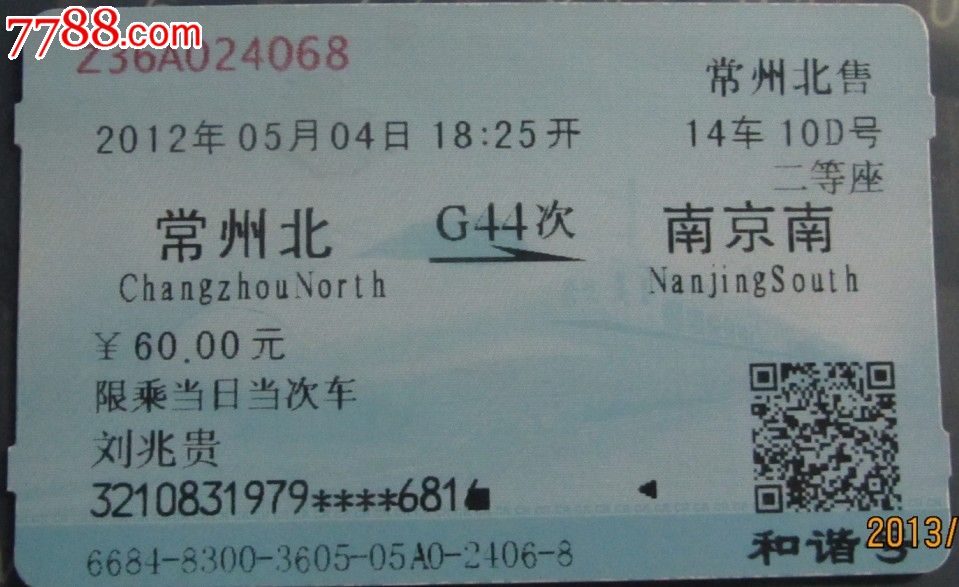 7788.com
Z36A024068
常州北售
2012年05月04日 18:25开 14车 10D号
二等座
常州北 G44次 南京南
ChangzhouNorth NanjingSouth
¥60.00元
限乘当日当次车
刘兆贵
3210831979****6816
6684-8300-3605-05A0-2406-8
和谐号
2013/